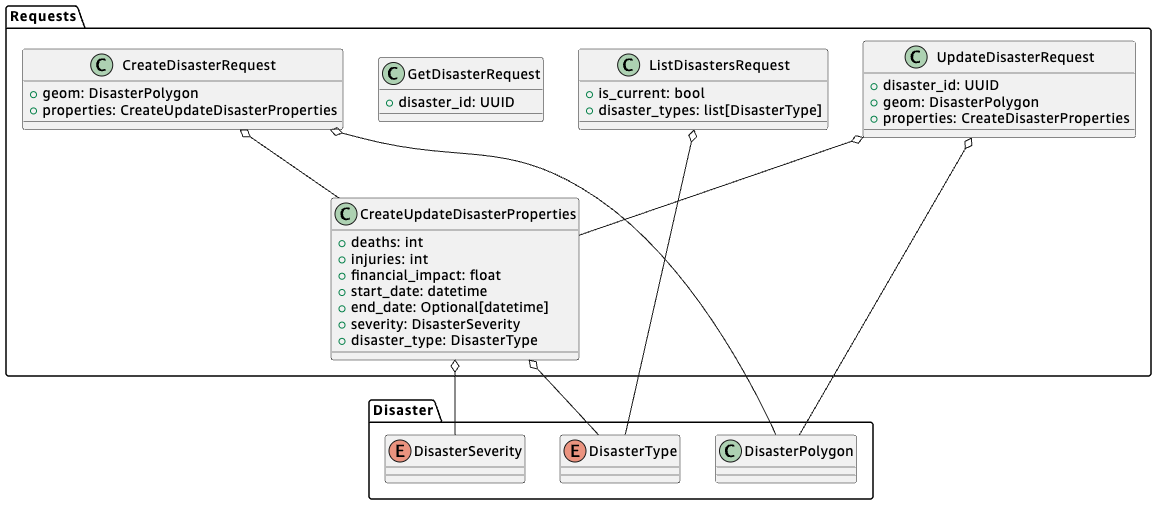 Requests
C CreateDisasterRequest
geom: DisasterPolygon
properties: CreateUpdateDisasterProperties
C GetDisasterRequest
disaster_id: UUID
C ListDisastersRequest
is_current: bool
disaster_types: list[DisasterType]
C UpdateDisasterRequest
disaster_id: UUID
geom: DisasterPolygon
properties: CreateDisasterProperties
C CreateUpdateDisasterProperties
deaths: int
injuries: int
financial_impact: float
start_date: datetime
end_date: Optional[datetime]
severity: DisasterSeverity
disaster_type: DisasterType
Disaster
E DisasterSeverity
E DisasterType
C DisasterPolygon